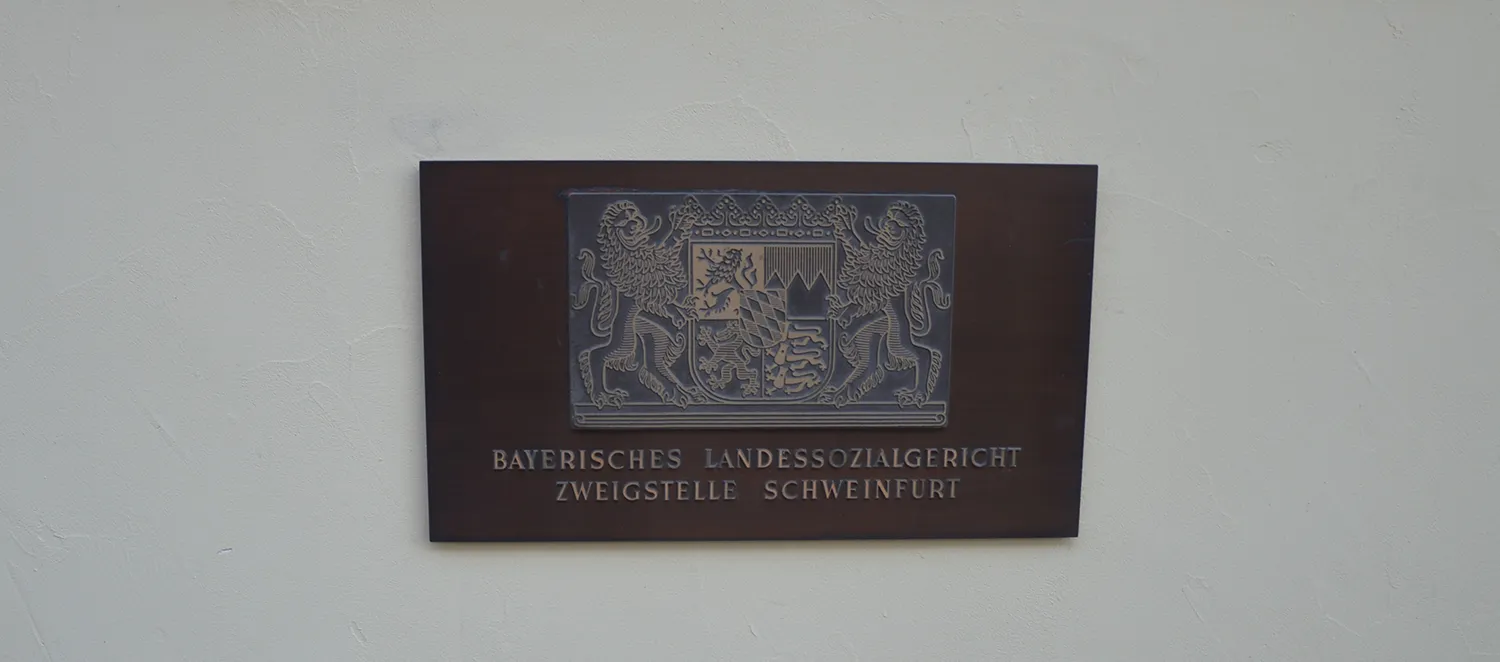 BAYERISCHES LANDESSOZIALGERICHT
ZWEIGSTELLE SCHWEINFURT